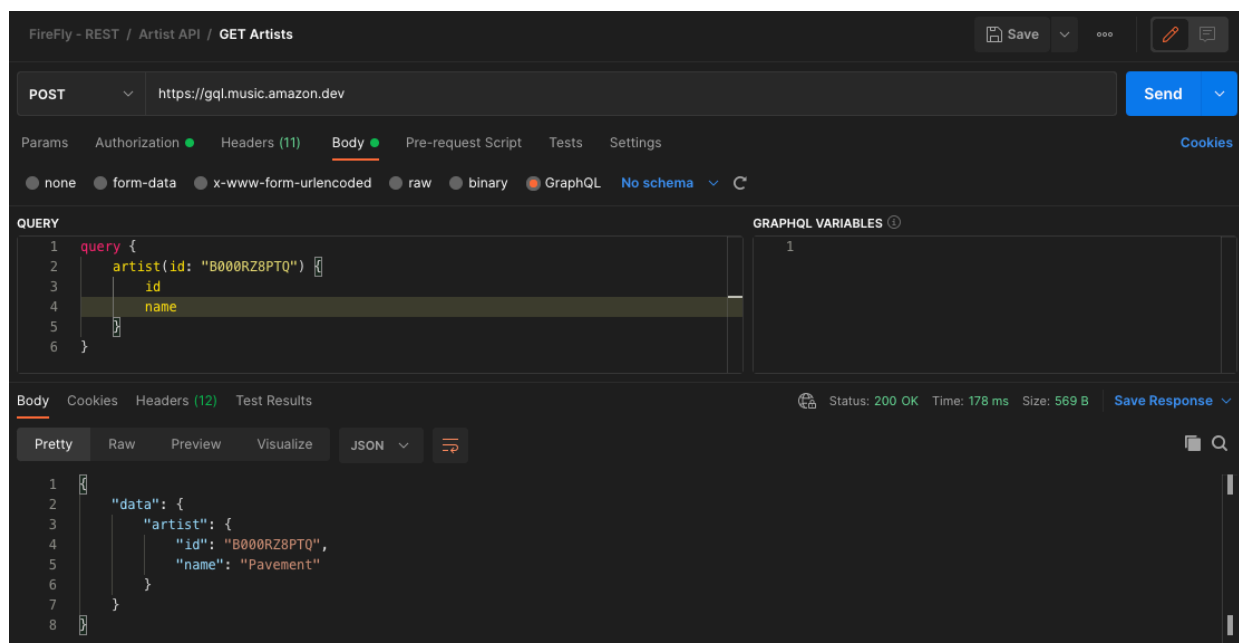 FireFly - REST / Artist API / GET Artists
Save
POST
https://gql.music.amazon.dev
Send
Params Authorization Headers (11) Body Pre-request Script Tests Settings
Cookies
none form-data x-www-form-urlencoded raw binary GraphQL No schema
QUERY
1 query {
2 artist(id: "B000RZ8PTQ") {
3 id
4 name
5 }
6 }
GRAPHQL VARIABLES
1
Body Cookies Headers (12) Test Results
Status: 200 OK Time: 178 ms Size: 569 B Save Response
Pretty Raw Preview Visualize JSON
1 {
2 "data": {
3 "artist": {
4 "id": "B000RZ8PTQ",
5 "name": "Pavement"
6 }
7 }
8 }